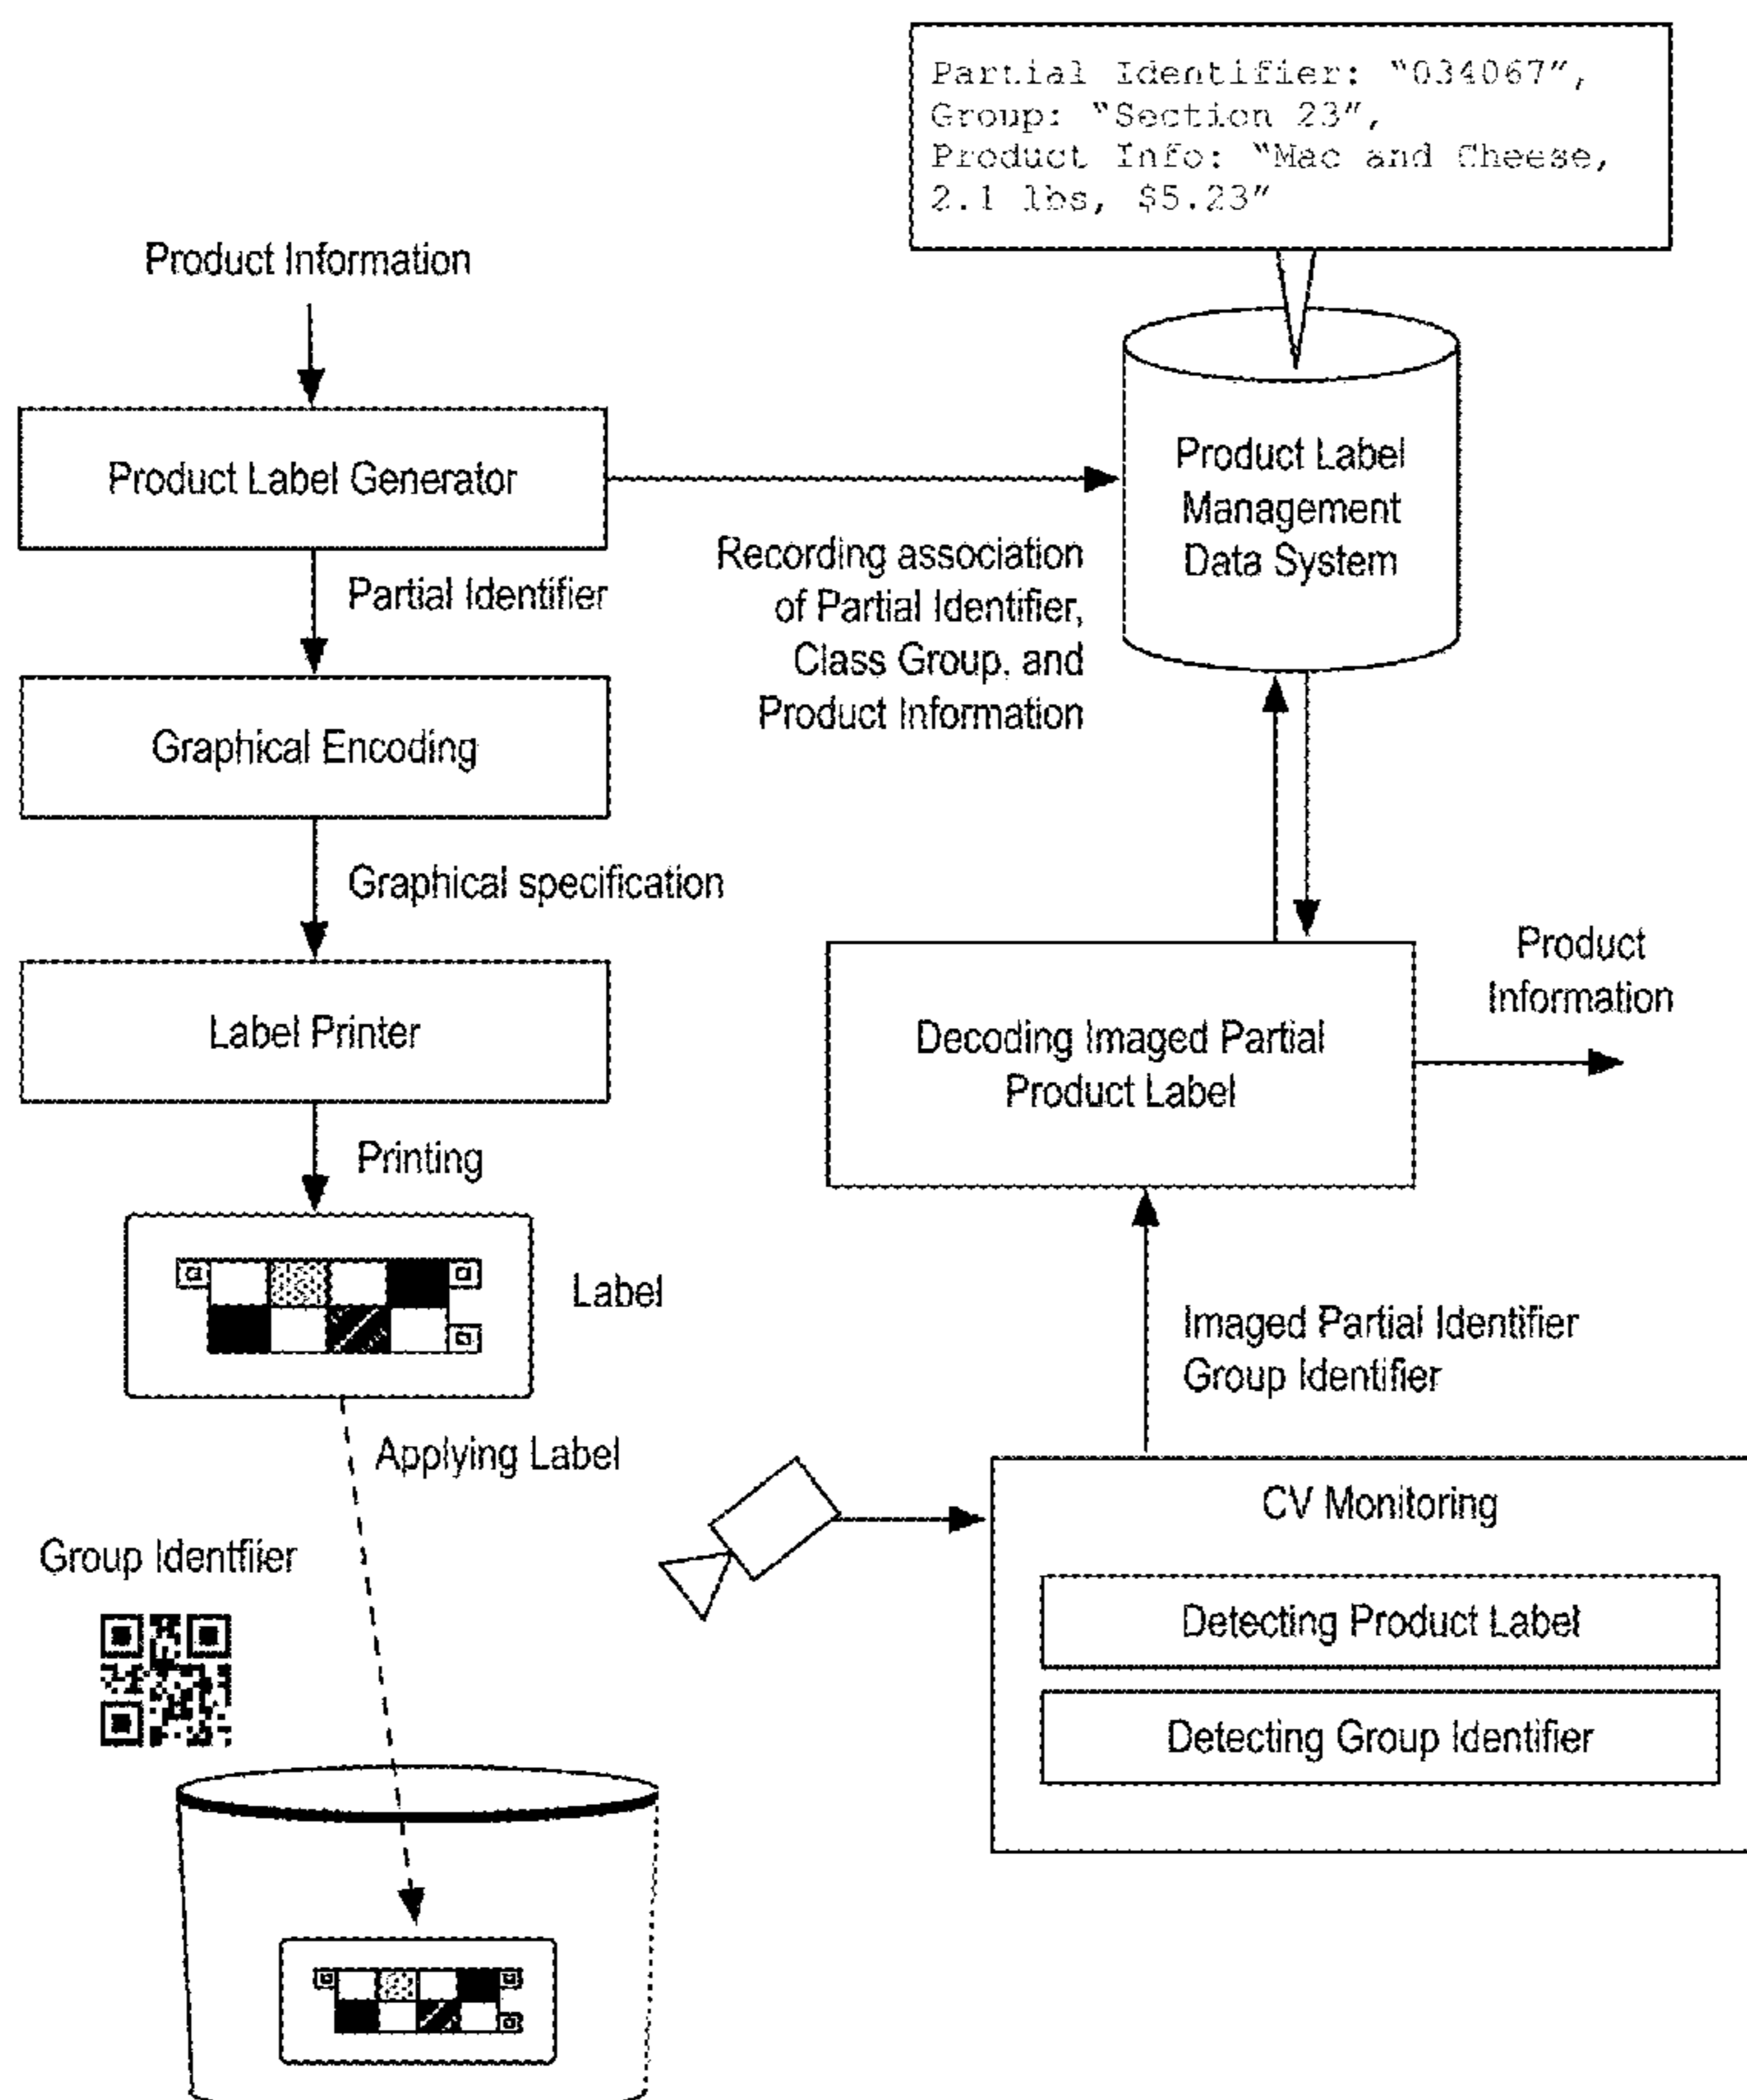 Partial Identifier: “034067”,
Group: “Section 23”,
Product Info: “Mac and Cheese,
2.1 lbs, $5.23”
Product Information
Product Label Generator
Product Label
Management
Data System
Recording association
of Partial Identifier,
Class Group, and
Product Information
Partial Identifier
Graphical Encoding
Graphical specification
Label Printer
Printing
Label
Applying Label
Group Identfiier
Decoding Imaged Partial
Product Label
Product
Information
Imaged Partial Identifier
Group Identifier
CV Monitoring
Detecting Product Label
Detecting Group Identifier